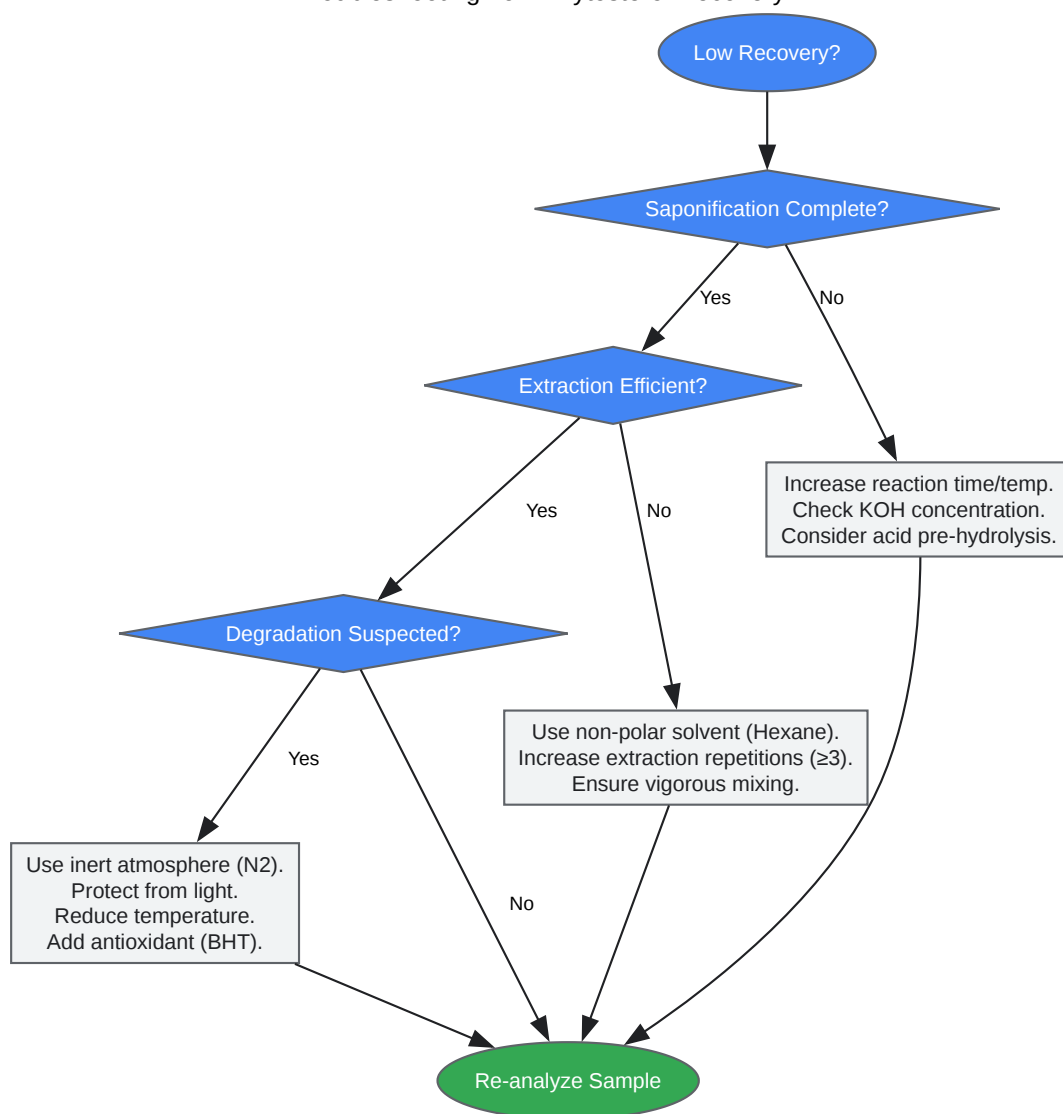 Low Recovery?
Saponification Complete?
Yes
No
Extraction Efficient?
Increase reaction time/temp.
Check KOH concentration.
Consider acid pre-hydrolysis.
Yes
No
Degradation Suspected?
Use non-polar solvent (Hexane).
Increase extraction repetitions (≥3).
Ensure vigorous mixing.
Yes
Use inert atmosphere (N2).
Protect from light.
Reduce temperature.
Add antioxidant (BHT).
No
Re-analyze Sample